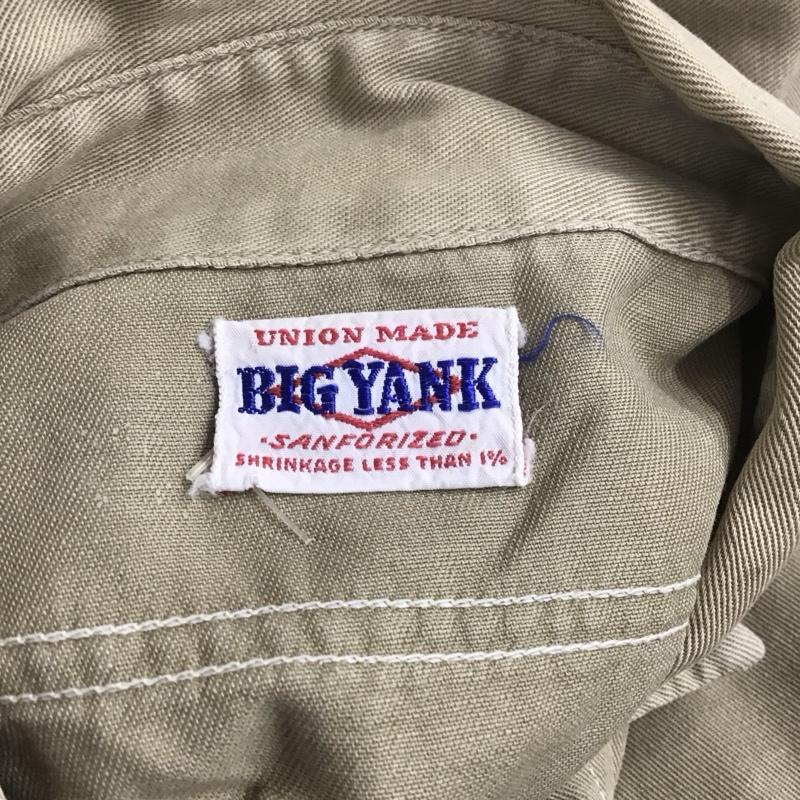 UNION MADE
BIG YANK
·SANFORIZED·
SHRINKAGE LESS THAN 1%